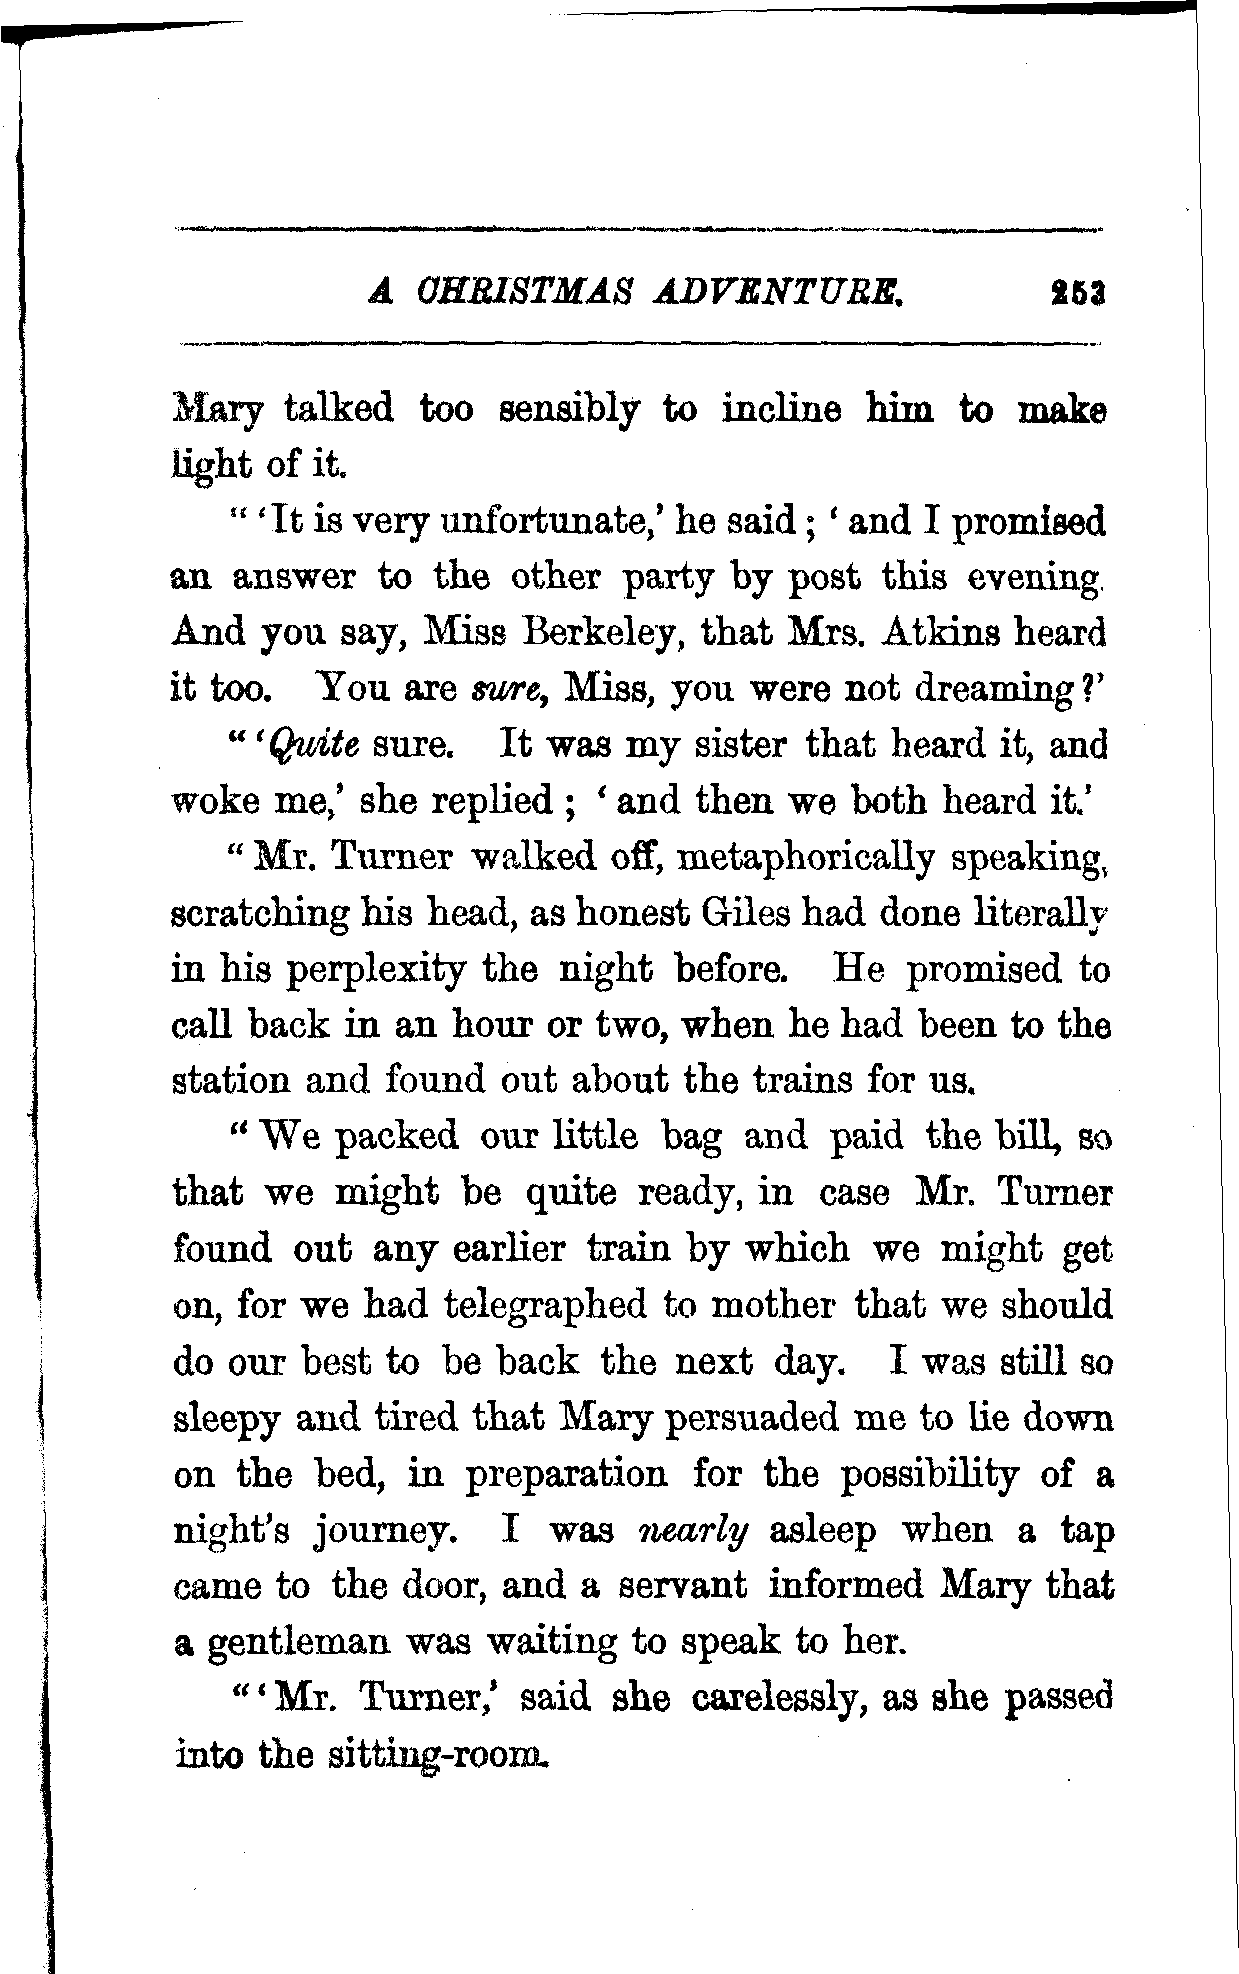 A CHRISTMAS ADVENTURE. 253
Mary talked too sensibly to incline him to make
light of it.
“ ‘It is very unfortunate,’ he said ; ‘ and I promised
an answer to the other party by post this evening.
And you say, Miss Berkeley, that Mrs. Atkins heard
it too. You are sure, Miss, you were not dreaming ?’
“ ‘Quite sure. It was my sister that heard it, and
woke me,’ she replied ; ‘ and then we both heard it.’
“ Mr. Turner walked off, metaphorically speaking,
scratching his head, as honest Giles had done literally
in his perplexity the night before. He promised to
call back in an hour or two, when he had been to the
station and found out about the trains for us.
“ We packed our little bag and paid the bill, so
that we might be quite ready, in case Mr. Turner
found out any earlier train by which we might get
on, for we had telegraphed to mother that we should
do our best to be back the next day. I was still so
sleepy and tired that Mary persuaded me to lie down
on the bed, in preparation for the possibility of a
night’s journey. I was nearly asleep when a tap
came to the door, and a servant informed Mary that
a gentleman was waiting to speak to her.
“ ‘ Mr. Turner,’ said she carelessly, as she passed
into the sitting-room.